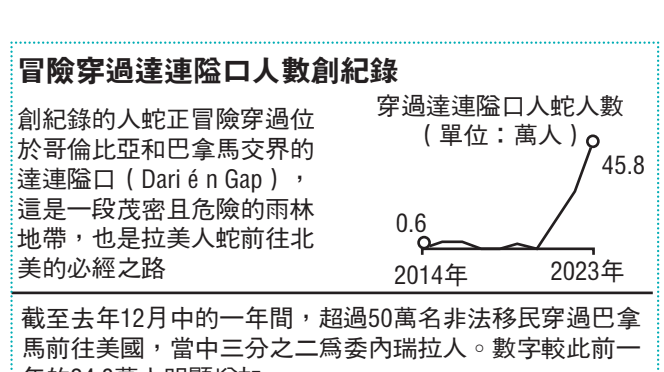 冒險穿過達連隘口人數創紀錄
創紀錄的人蛇正冒險穿過位
於哥倫比亞和巴拿馬交界的
達連隘口（Dari é n Gap），
這是一段茂密且危險的雨林
地帶，也是拉美人蛇前往北
美的必經之路
穿過達連隘口人蛇人數
（單位：萬人）
45.8
0.6
2014年
2023年
截至去年12月中的一年間，超過50萬名非法移民穿過巴拿
馬前往美國，當中三分之二爲委內瑞拉人。數字較此前一